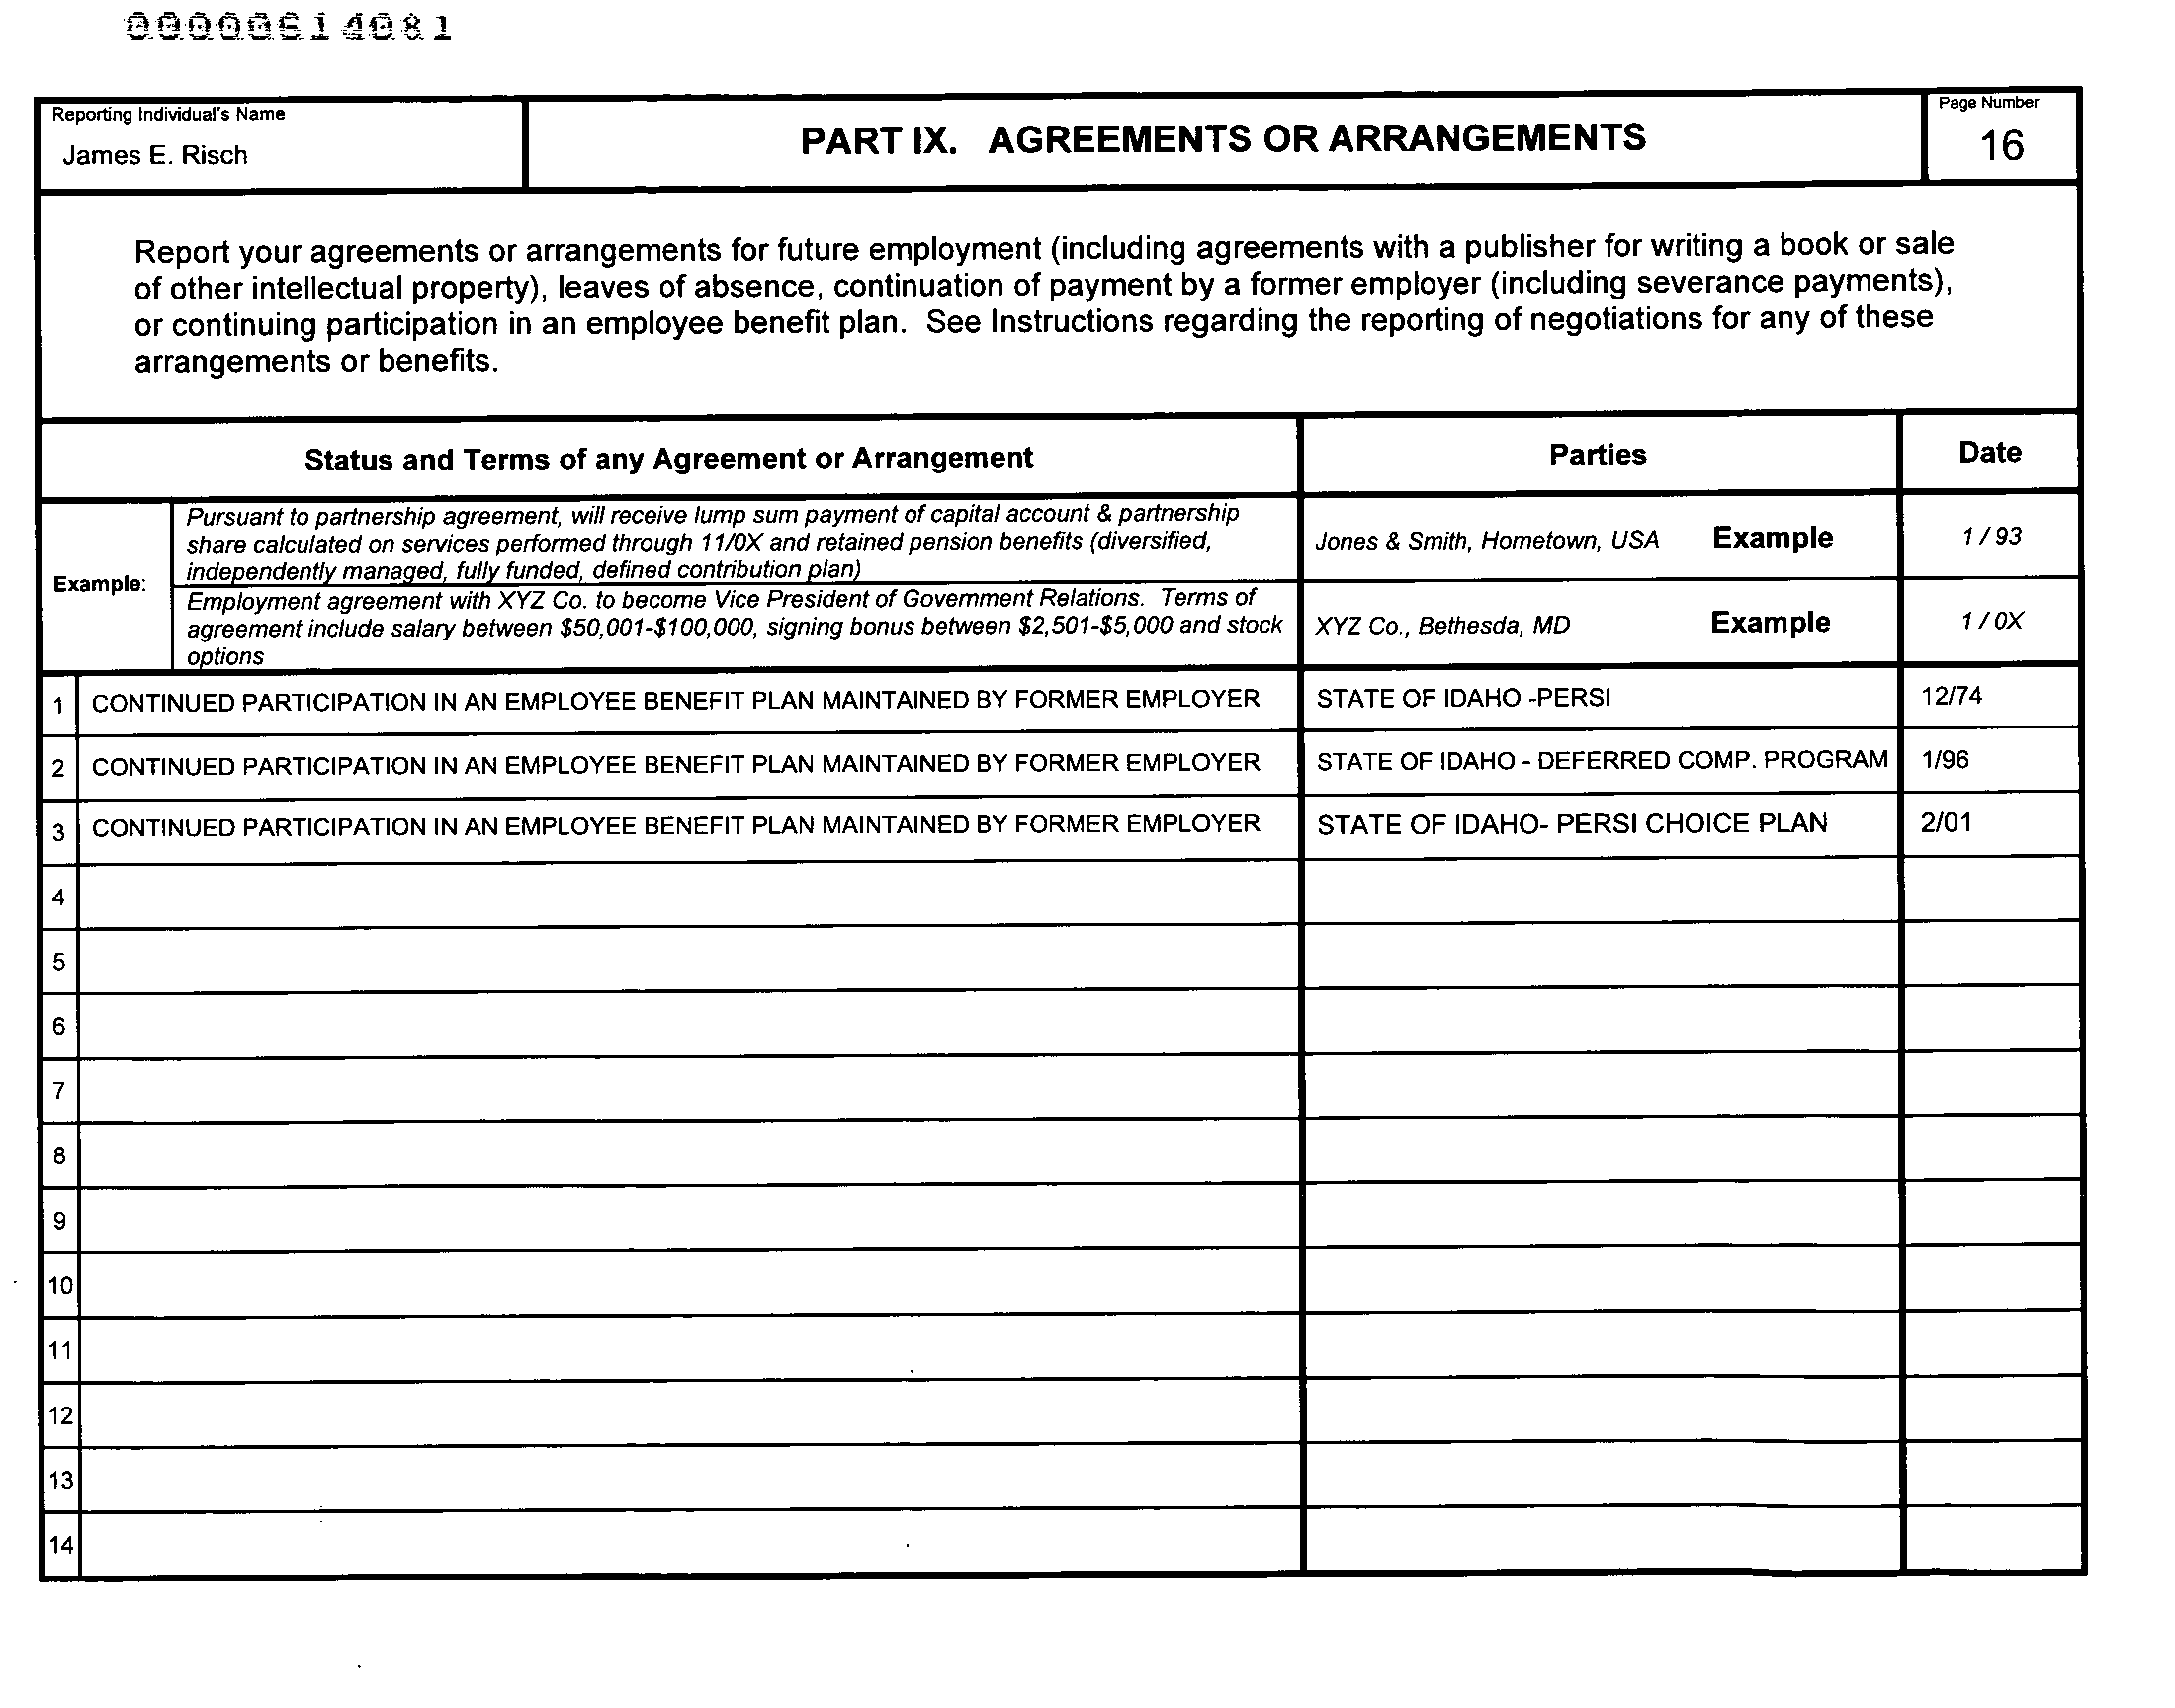 00000614081
Reporting Individual's Name
James E. Risch
PART IX. AGREEMENTS OR ARRANGEMENTS
Page Number
16
Report your agreements or arrangements for future employment (including agreements with a publisher for writing a book or sale
of other intellectual property), leaves of absence, continuation of payment by a former employer (including severance payments),
or continuing participation in an employee benefit plan. See Instructions regarding the reporting of negotiations for any of these
arrangements or benefits.
Status and Terms of any Agreement or Arrangement Parties Date
Example:
Pursuant to partnership agreement, will receive lump sum payment of capital account & partnership
share calculated on services performed through 11/0X and retained pension benefits (diversified,
independently managed, fully funded, defined contribution plan)
Jones & Smith, Hometown, USA Example 1 / 93
Employment agreement with XYZ Co. to become Vice President of Government Relations. Terms of
agreement include salary between $50,001-$100,000, signing bonus between $2,501-$5,000 and stock
options
XYZ Co., Bethesda, MD Example 1 / 0X
1 CONTINUED PARTICIPATION IN AN EMPLOYEE BENEFIT PLAN MAINTAINED BY FORMER EMPLOYER STATE OF IDAHO -PERSI 12/74
2 CONTINUED PARTICIPATION IN AN EMPLOYEE BENEFIT PLAN MAINTAINED BY FORMER EMPLOYER STATE OF IDAHO - DEFERRED COMP. PROGRAM 1/96
3 CONTINUED PARTICIPATION IN AN EMPLOYEE BENEFIT PLAN MAINTAINED BY FORMER EMPLOYER STATE OF IDAHO- PERSI CHOICE PLAN 2/01
4
5
6
7
8
9
10
11
12
13
14